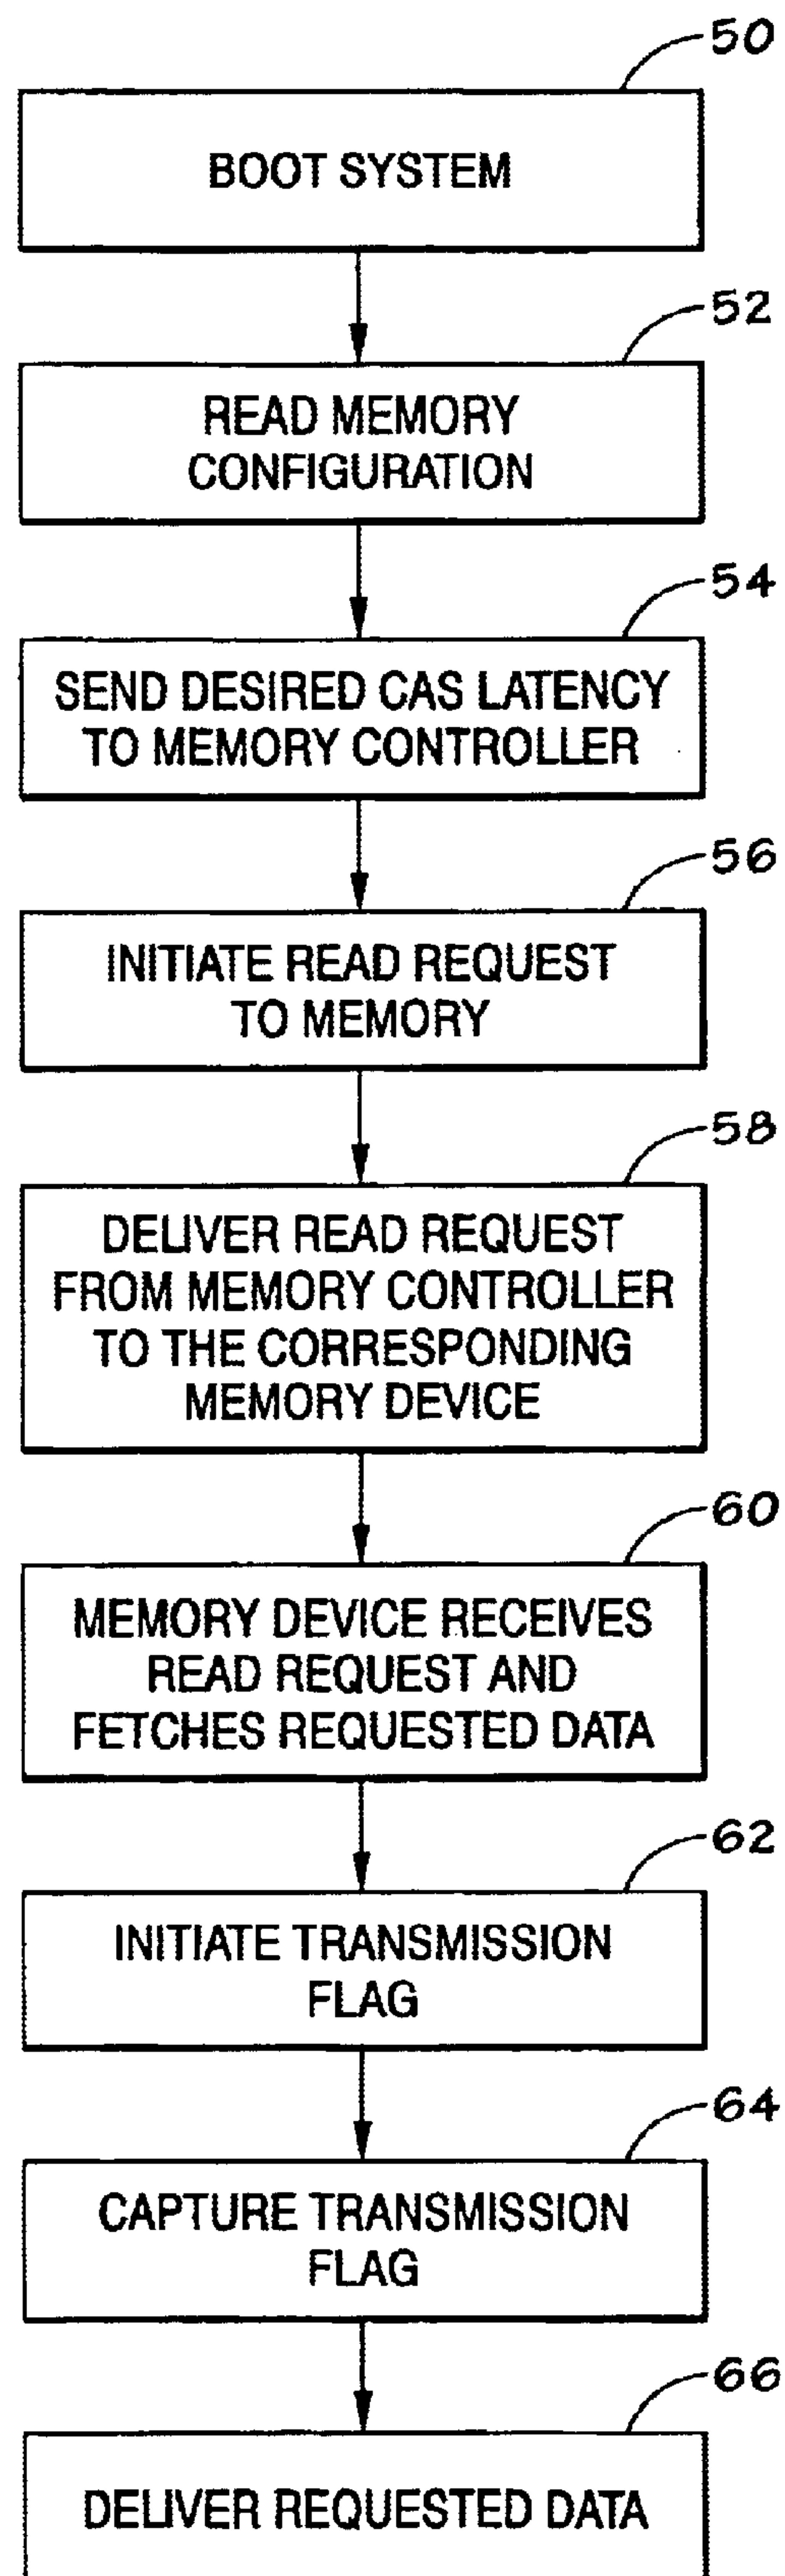 50
BOOT SYSTEM
52
READ MEMORY
CONFIGURATION
54
SEND DESIRED CAS LATENCY
TO MEMORY CONTROLLER
56
INITIATE READ REQUEST
TO MEMORY
58
DELIVER READ REQUEST
FROM MEMORY CONTROLLER
TO THE CORRESPONDING
MEMORY DEVICE
60
MEMORY DEVICE RECEIVES
READ REQUEST AND
FETCHES REQUESTED DATA
62
INITIATE TRANSMISSION
FLAG
64
CAPTURE TRANSMISSION
FLAG
66
DELIVER REQUESTED DATA